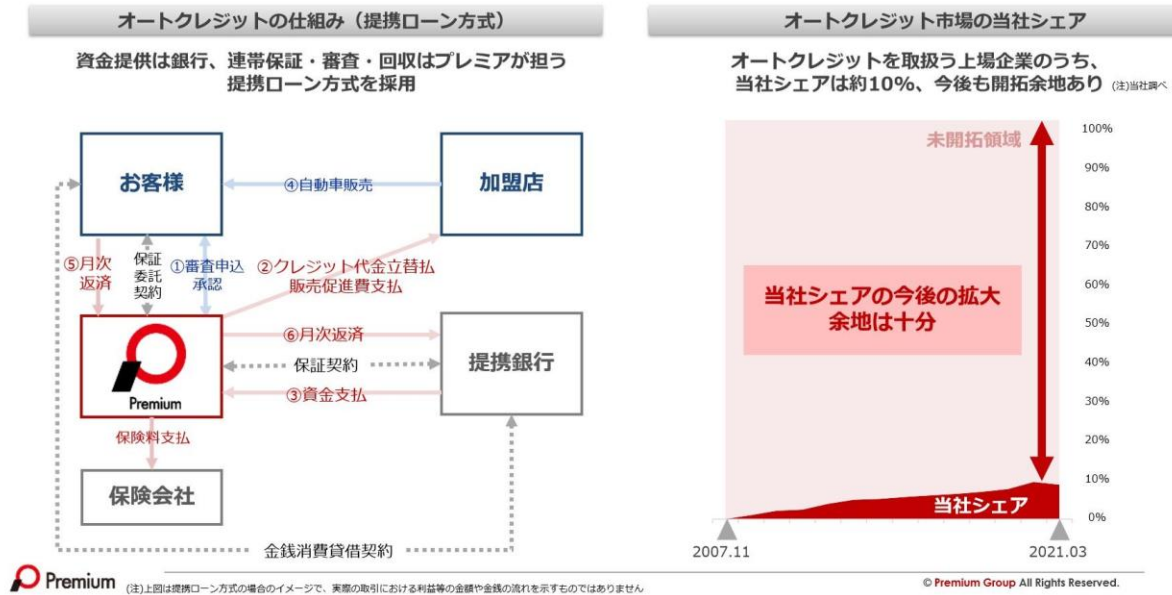 オートクレジットの仕組み（提携ローン方式）
資金提供は銀行、連帯保証・審査・回収はプレミアが担う
提携ローン方式を採用
お客様
④自動車販売
加盟店
⑤月次
返済
保証
委託
契約
①審査申込
承認
②クレジット代金立替払
販売促進費支払
Premium
⑥月次返済
保証契約
③資金支払
提携銀行
保険料支払
保険会社
金銭消費貸借契約
オートクレジット市場の当社シェア
オートクレジットを取扱う上場企業のうち、
当社シェアは約10%、今後も開拓余地あり (注)当社調べ
未開拓領域
当社シェアの今後の拡大
余地は十分
当社シェア
100%
90%
80%
70%
60%
50%
40%
30%
20%
10%
0%
2007.11
2021.03
Premium (注)上図は提携ローン方式の場合のイメージで、実際の取引における利益等の金額や金銭の流れを示すものではありません
© Premium Group All Rights Reserved.